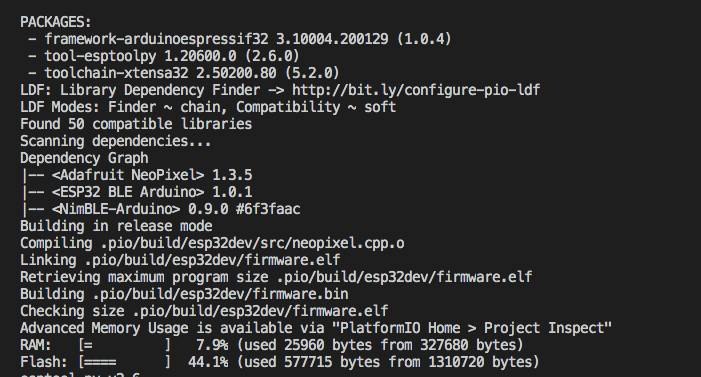 PACKAGES:
- framework-arduinoespressif32 3.10004.200129 (1.0.4)
- tool-esptoolpy 1.20600.0 (2.6.0)
- toolchain-xtensa32 2.50200.80 (5.2.0)
LDF: Library Dependency Finder -> http://bit.ly/configure-pio-ldf
LDF Modes: Finder ~ chain, Compatibility ~ soft
Found 50 compatible libraries
Scanning dependencies...
Dependency Graph
|-- <Adafruit NeoPixel> 1.3.5
|-- <ESP32 BLE Arduino> 1.0.1
|-- <NimBLE-Arduino> 0.9.0 #6f3faac
Building in release mode
Compiling .pio/build/esp32dev/src/neopixel.cpp.o
Linking .pio/build/esp32dev/firmware.elf
Retrieving maximum program size .pio/build/esp32dev/firmware.elf
Building .pio/build/esp32dev/firmware.bin
Checking size .pio/build/esp32dev/firmware.elf
Advanced Memory Usage is available via "PlatformIO Home > Project Inspect"
RAM:   [=         ]   7.9% (used 25960 bytes from 327680 bytes)
Flash: [====      ]  44.1% (used 577715 bytes from 1310720 bytes)